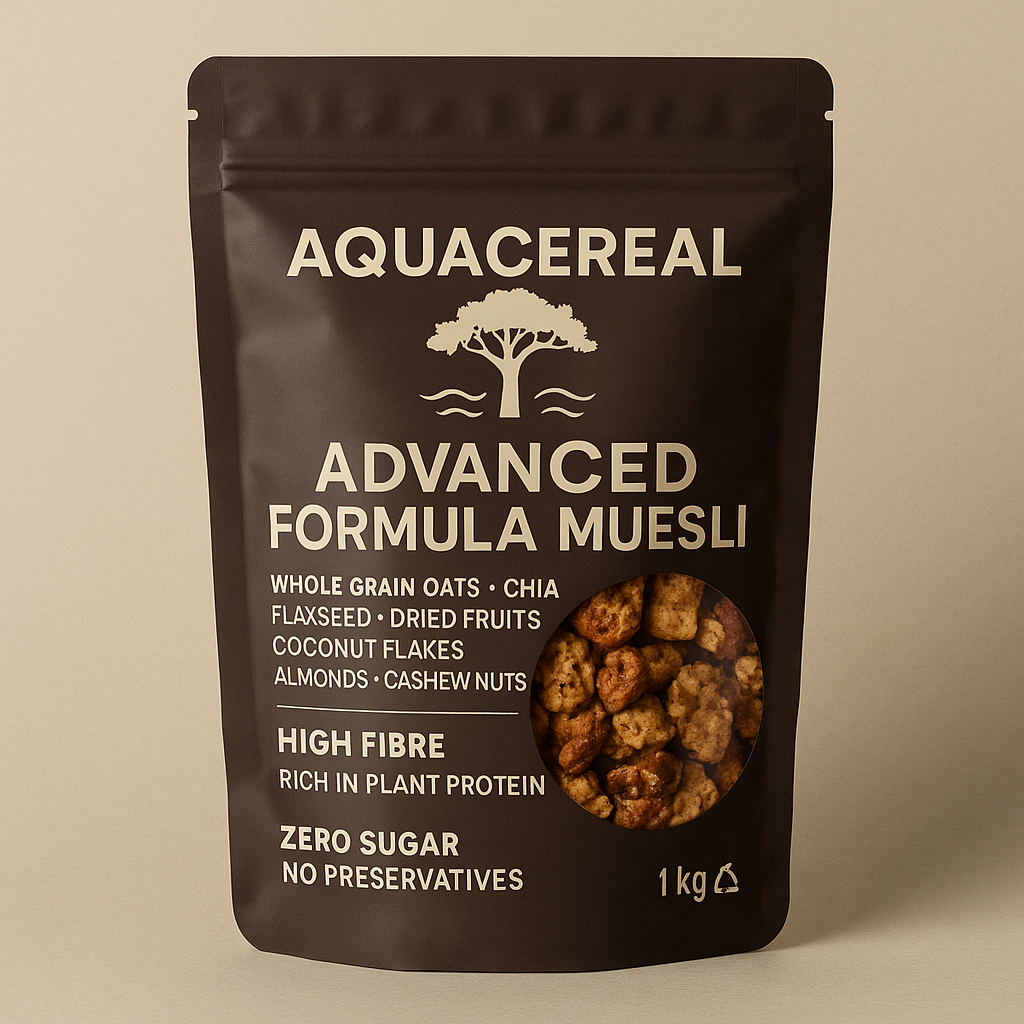 AQUACEREAL
ADVANCED
FORMULA MUESLI
WHOLE GRAIN OATS • CHIA
FLAXSEED • DRIED FRUITS
COCONUT FLAKES
ALMONDS • CASHEW NUTS
HIGH FIBRE
RICH IN PLANT PROTEIN
ZERO SUGAR
NO PRESERVATIVES
1 kg